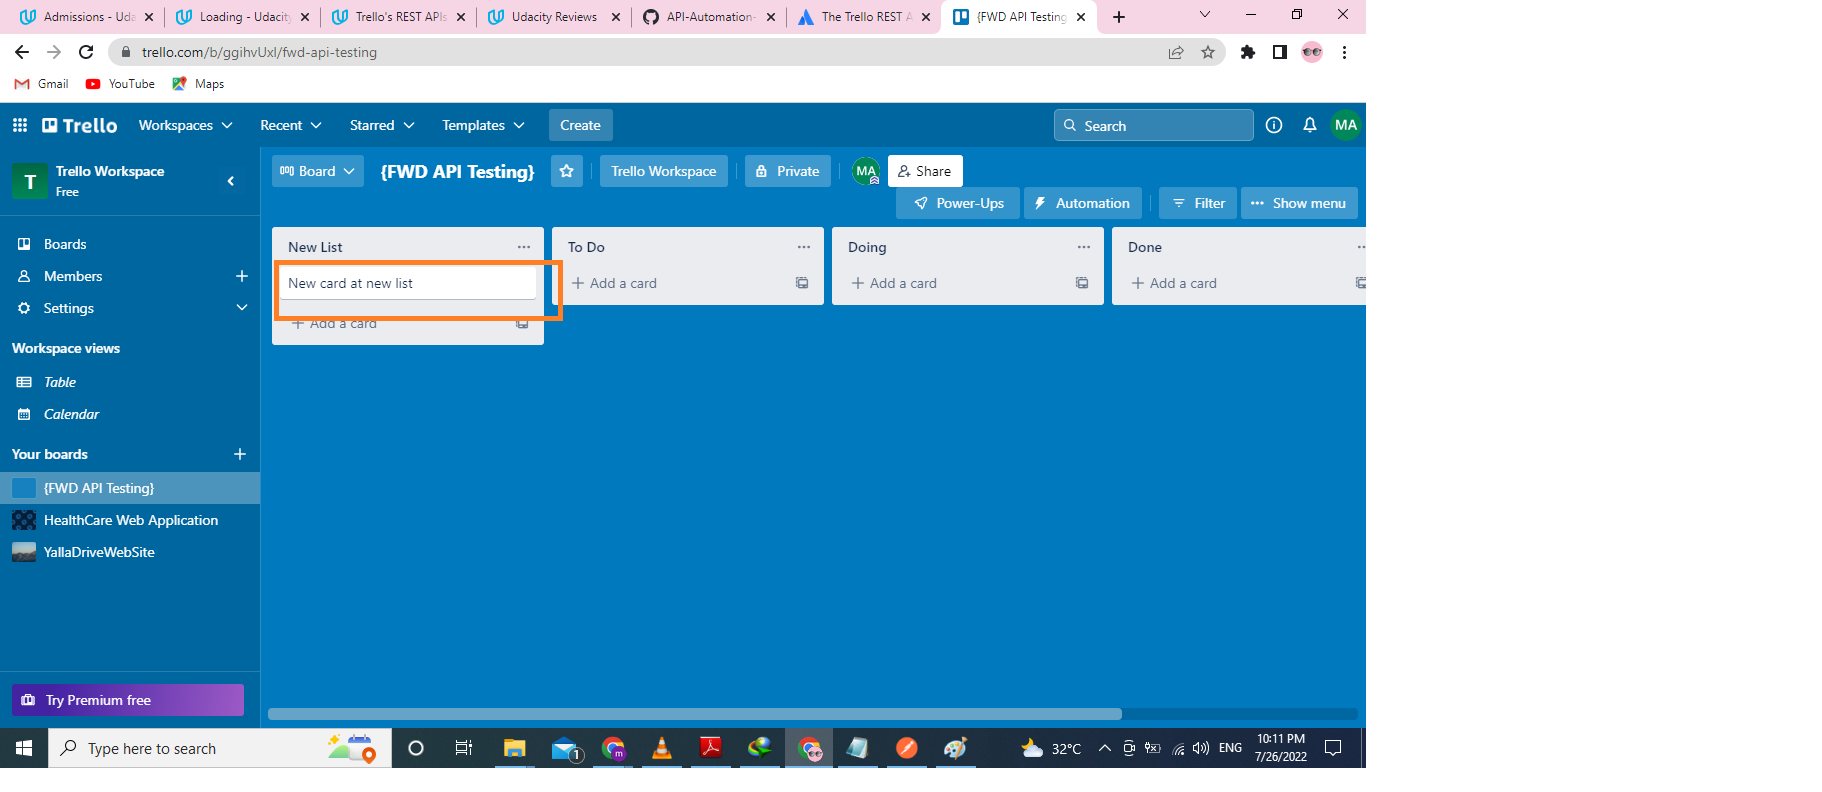 Admissions - Uda
Loading - Udacity
Trello's REST APIs
Udacity Reviews
API-Automation-
The Trello REST A
{FWD API Testing
trello.com/b/ggihvUxl/fwd-api-testing
Gmail
YouTube
Maps
Trello
Workspaces
Recent
Starred
Templates
Create
Search
MA
T
Trello Workspace
Free
Board
{FWD API Testing}
Trello Workspace
Private
MA
Share
Power-Ups
Automation
Filter
Show menu
Boards
Members
Settings
Workspace views
Table
Calendar
Your boards
{FWD API Testing}
HealthCare Web Application
YallaDriveWebSite
Try Premium free
New List
New card at new list
Add a card
To Do
Add a card
Doing
Add a card
Done
Add a card
Type here to search
1
m
32°C
ENG
10:11 PM
7/26/2022